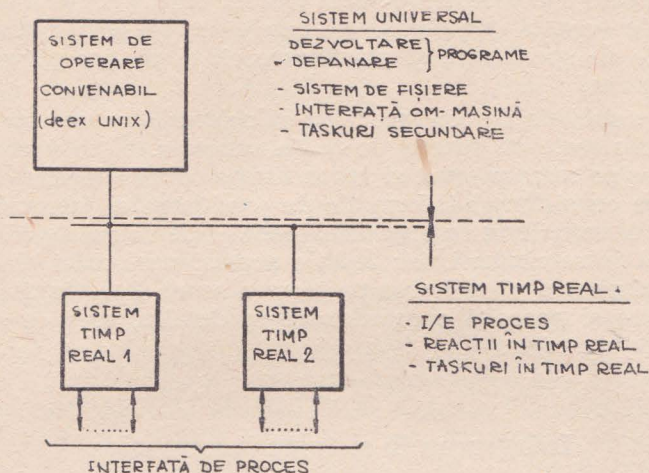 SISTEM DE
OPERARE
CONVENABIL
(de ex UNIX)
SISTEM UNIVERSAL
DEZVOLTARE
- DEPANARE
PROGRAME
- SISTEM DE FIȘIERE
- INTERFAȚĂ OM-MAȘINĂ
- TASKURI SECUNDARE
SISTEM
TIMP
REAL 1
SISTEM
TIMP
REAL 2
SISTEM TIMP REAL.
- I/E PROCES
- REACȚII ÎN TIMP REAL
- TASKURI ÎN TIMP REAL
INTERFAȚĂ DE PROCES